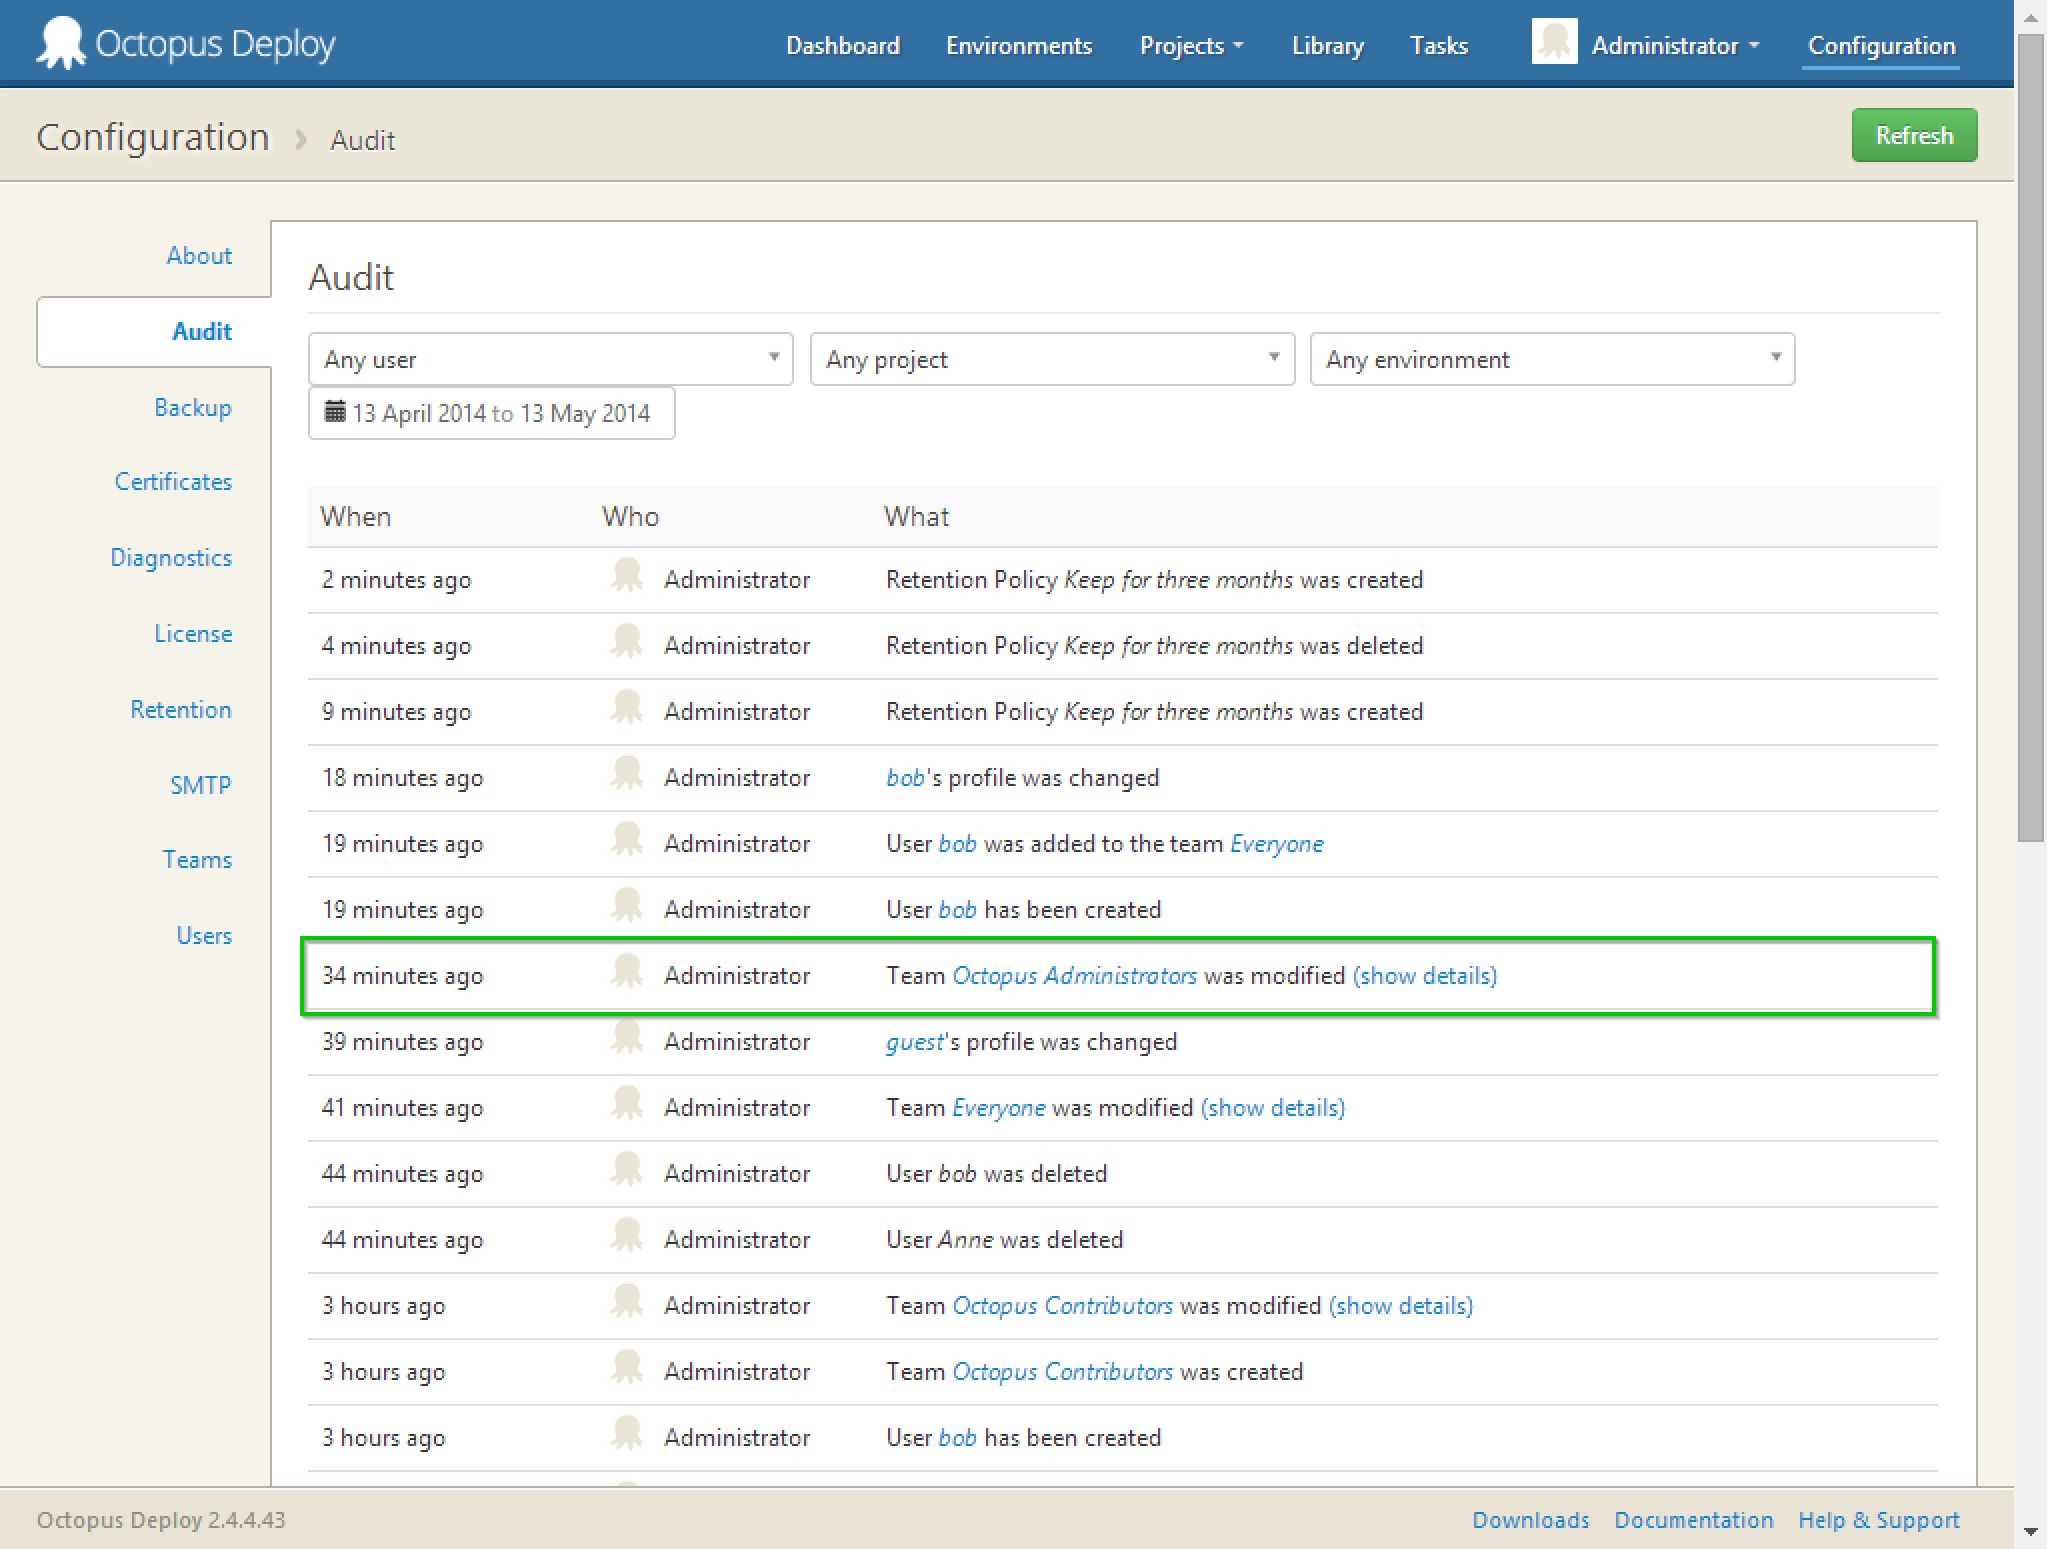 Octopus Deploy Dashboard Environments Projects Library Tasks Administrator Configuration
Configuration Audit Refresh
About
Audit
Backup
Certificates
Diagnostics
License
Retention
SMTP
Teams
Users
Audit
Any user Any project Any environment
13 April 2014 to 13 May 2014
When Who What
2 minutes ago Administrator Retention Policy Keep for three months was created
4 minutes ago Administrator Retention Policy Keep for three months was deleted
9 minutes ago Administrator Retention Policy Keep for three months was created
18 minutes ago Administrator bob's profile was changed
19 minutes ago Administrator User bob was added to the team Everyone
19 minutes ago Administrator User bob has been created
34 minutes ago Administrator Team Octopus Administrators was modified (show details)
39 minutes ago Administrator guest's profile was changed
41 minutes ago Administrator Team Everyone was modified (show details)
44 minutes ago Administrator User bob was deleted
44 minutes ago Administrator User Anne was deleted
3 hours ago Administrator Team Octopus Contributors was modified (show details)
3 hours ago Administrator Team Octopus Contributors was created
3 hours ago Administrator User bob has been created
Octopus Deploy 2.4.4.43 Downloads Documentation Help & Support